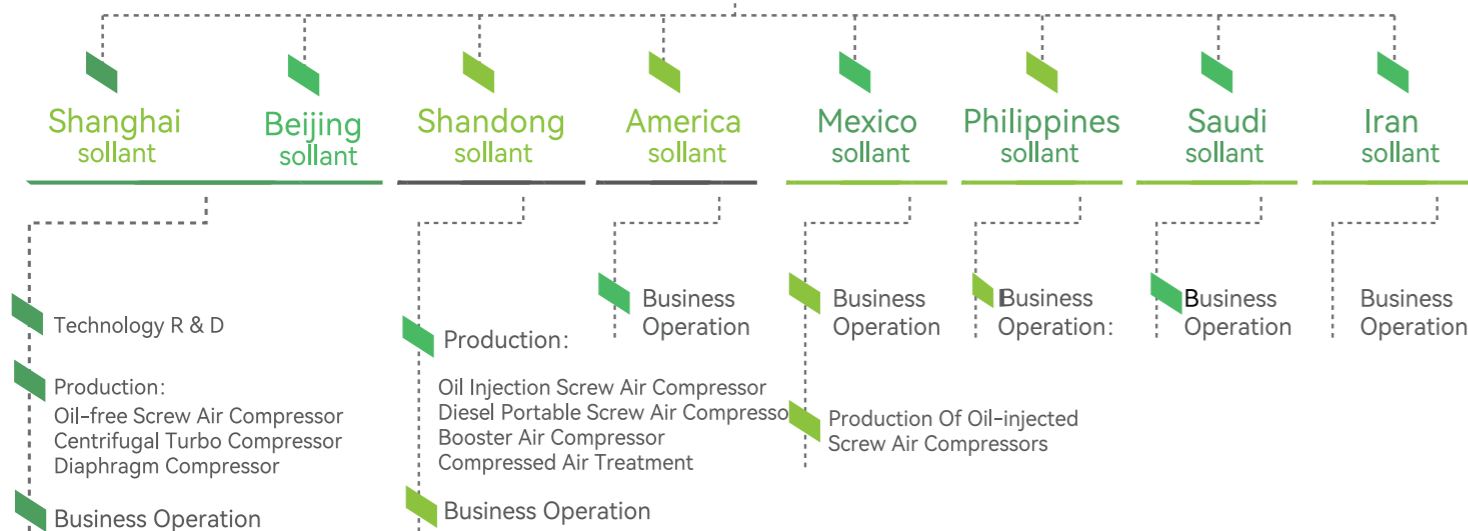 Shanghai
sollant
Beijing
sollant
Shandong
sollant
America
sollant
Mexico
sollant
Philippines
sollant
Saudi
sollant
Iran
sollant
Technology R & D
Production:
Oil-free Screw Air Compressor
Centrifugal Turbo Compressor
Diaphragm Compressor
Business Operation
Production:
Oil Injection Screw Air Compressor
Diesel Portable Screw Air Compresso
Booster Air Compressor
Compressed Air Treatment
Business Operation
Business
Operation
Business
Operation
Production Of Oil-injected
Screw Air Compressors
Business
Operation:
Business
Operation
Business
Operation